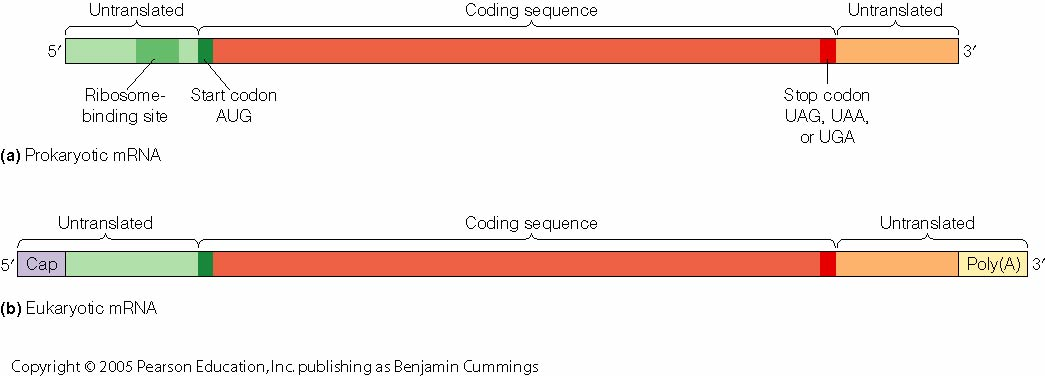 Untranslated Coding sequence Untranslated
5′ 3′
Ribosome-
binding site
Start codon
AUG
Stop codon
UAG, UAA,
or UGA
(a) Prokaryotic mRNA
Untranslated Coding sequence Untranslated
5′ Cap Poly(A) 3′
(b) Eukaryotic mRNA
Copyright © 2005 Pearson Education, Inc. publishing as Benjamin Cummings